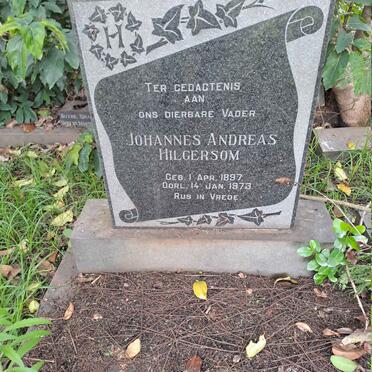 H
TER GEDAGTENIS
AAN
ONS DIERBARE VADER
JOHANNES ANDREAS
HILGERSOM
GEB. 1 APR. 1897
OORL. 14 JAN. 1973
RUS IN VREDE